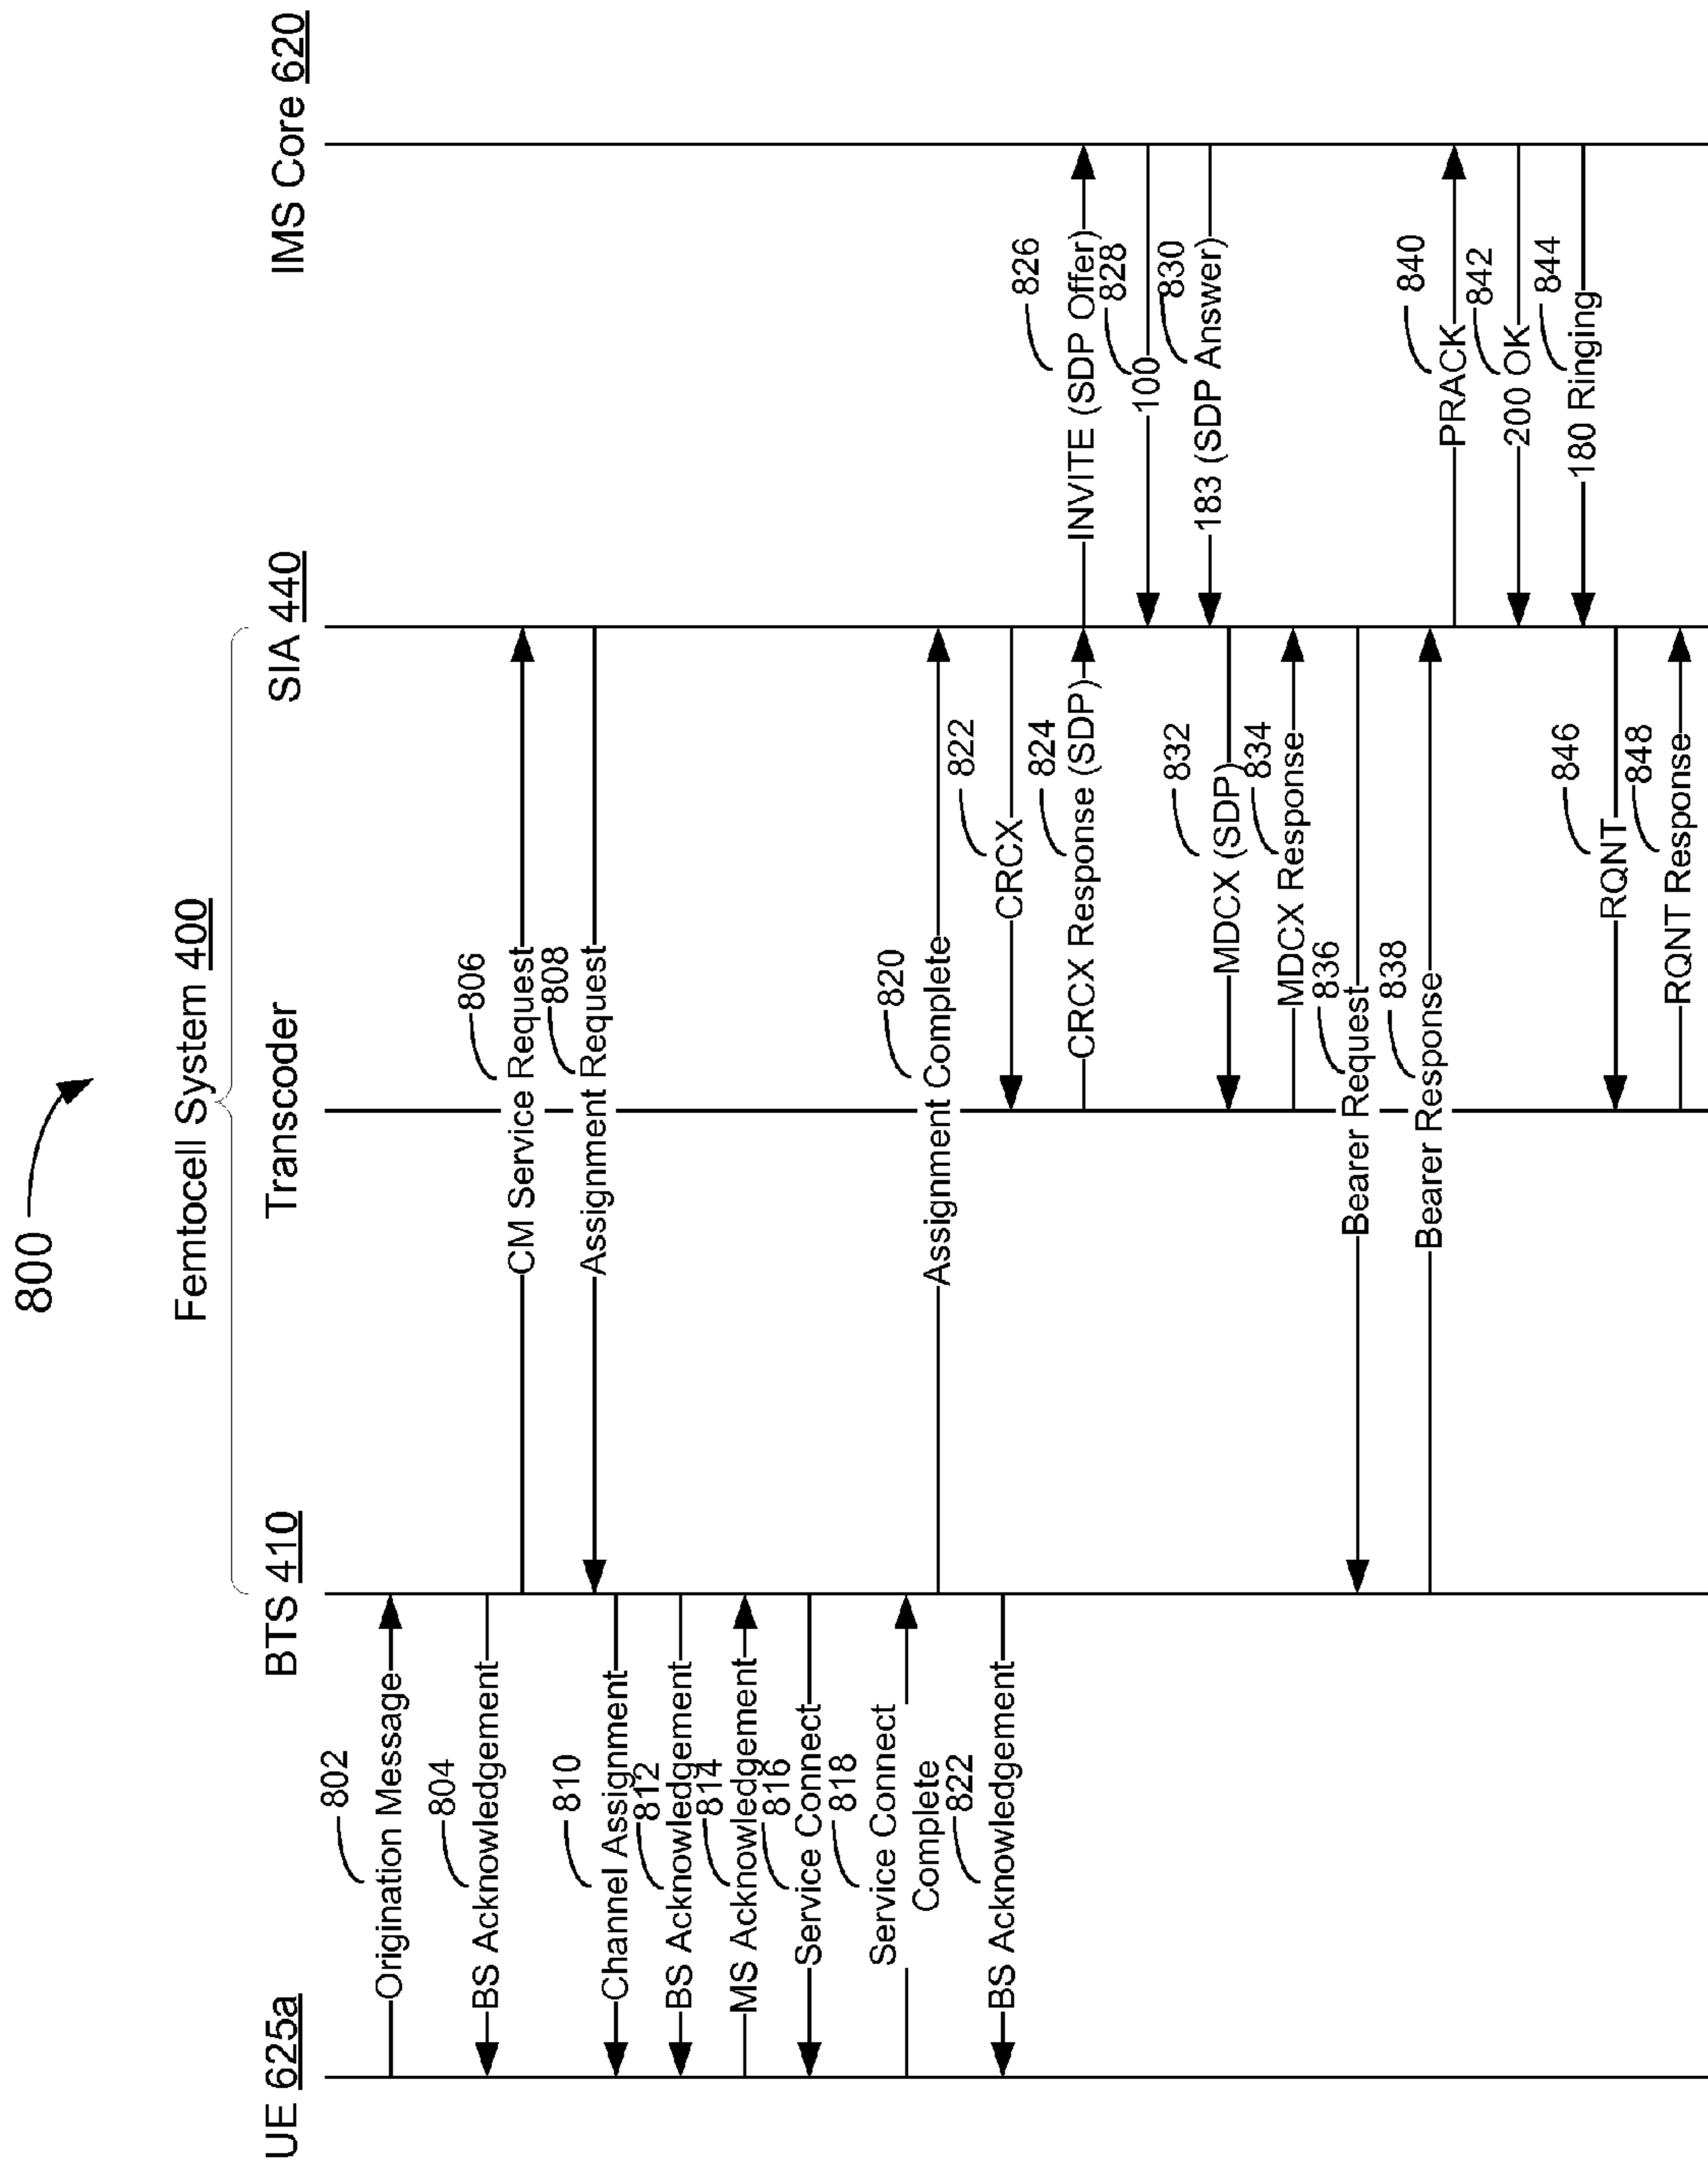 800
Femtocell System 400
UE 625a
BTS 410
Transcoder
SIA 440
IMS Core 620
802
Origination Message
804
BS Acknowledgement
806
CM Service Request
808
Assignment Request
810
Channel Assignment
812
BS Acknowledgement
814
MS Acknowledgement
816
Service Connect
818
Service Connect
Complete
820
Assignment Complete
822
BS Acknowledgement
822
CRCX
824
CRCX Response (SDP)
826
INVITE (SDP Offer)
828
100
830
183 (SDP Answer)
832
MDCX (SDP)
834
MDCX Response
836
Bearer Request
838
Bearer Response
840
PRACK
842
200 OK
844
180 Ringing
846
RQNT
848
RQNT Response